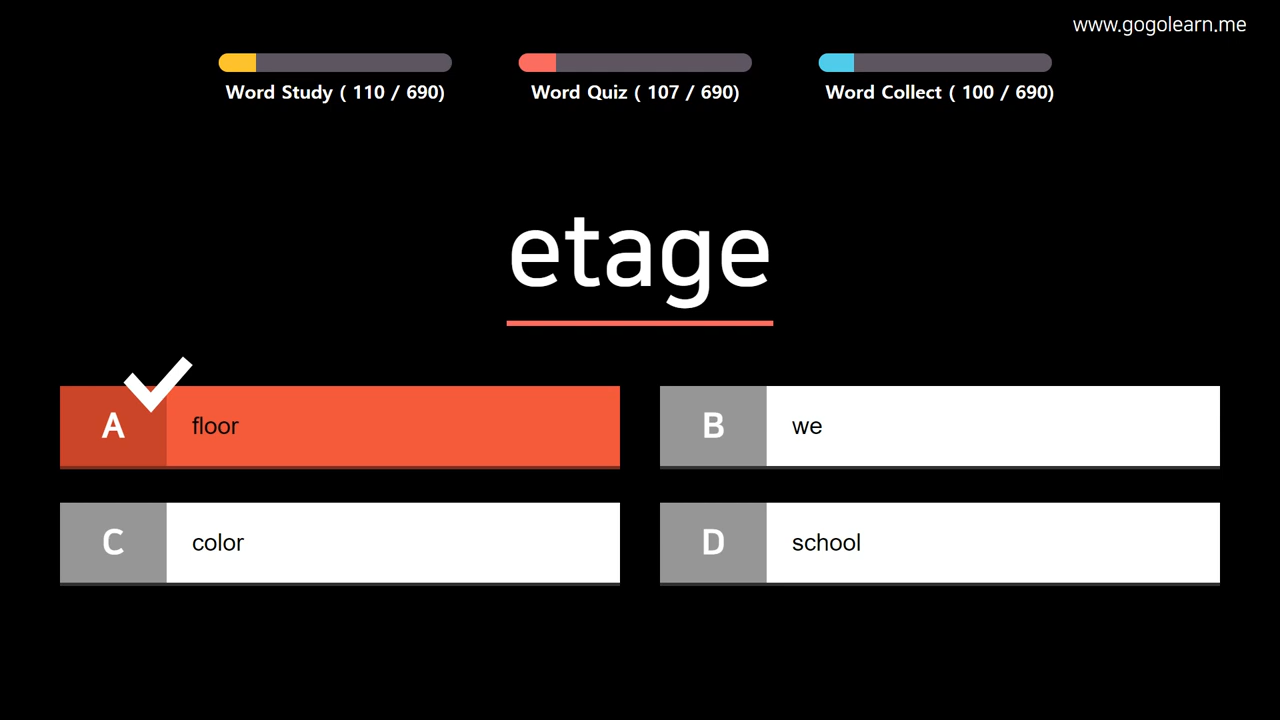 www.gogolearn.me
Word Study ( 110 / 690)
Word Quiz ( 107 / 690)
Word Collect ( 100 / 690)
etage
A
floor
B
we
C
color
D
school